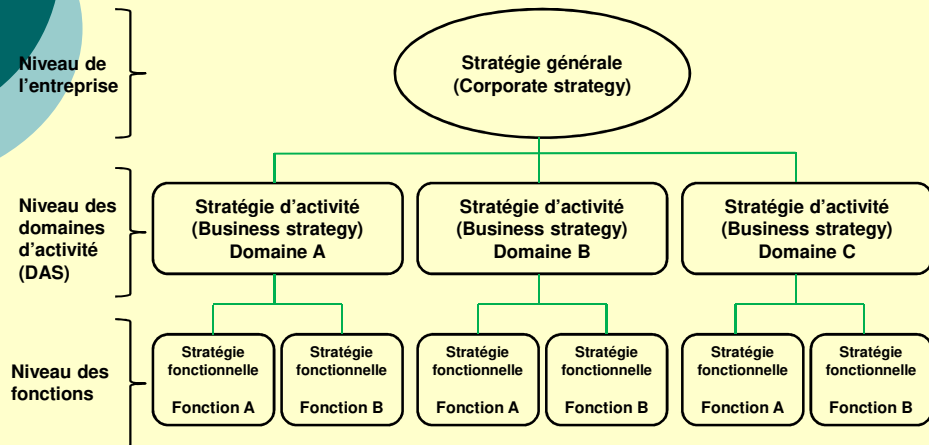 Niveau de
l’entreprise
Stratégie générale
(Corporate strategy)
Niveau des
domaines
d’activité
(DAS)
Stratégie d’activité
(Business strategy)
Domaine A
Stratégie d’activité
(Business strategy)
Domaine B
Stratégie d’activité
(Business strategy)
Domaine C
Niveau des
fonctions
Stratégie
fonctionnelle
Fonction A
Stratégie
fonctionnelle
Fonction B
Stratégie
fonctionnelle
Fonction A
Stratégie
fonctionnelle
Fonction B
Stratégie
fonctionnelle
Fonction A
Stratégie
fonctionnelle
Fonction B